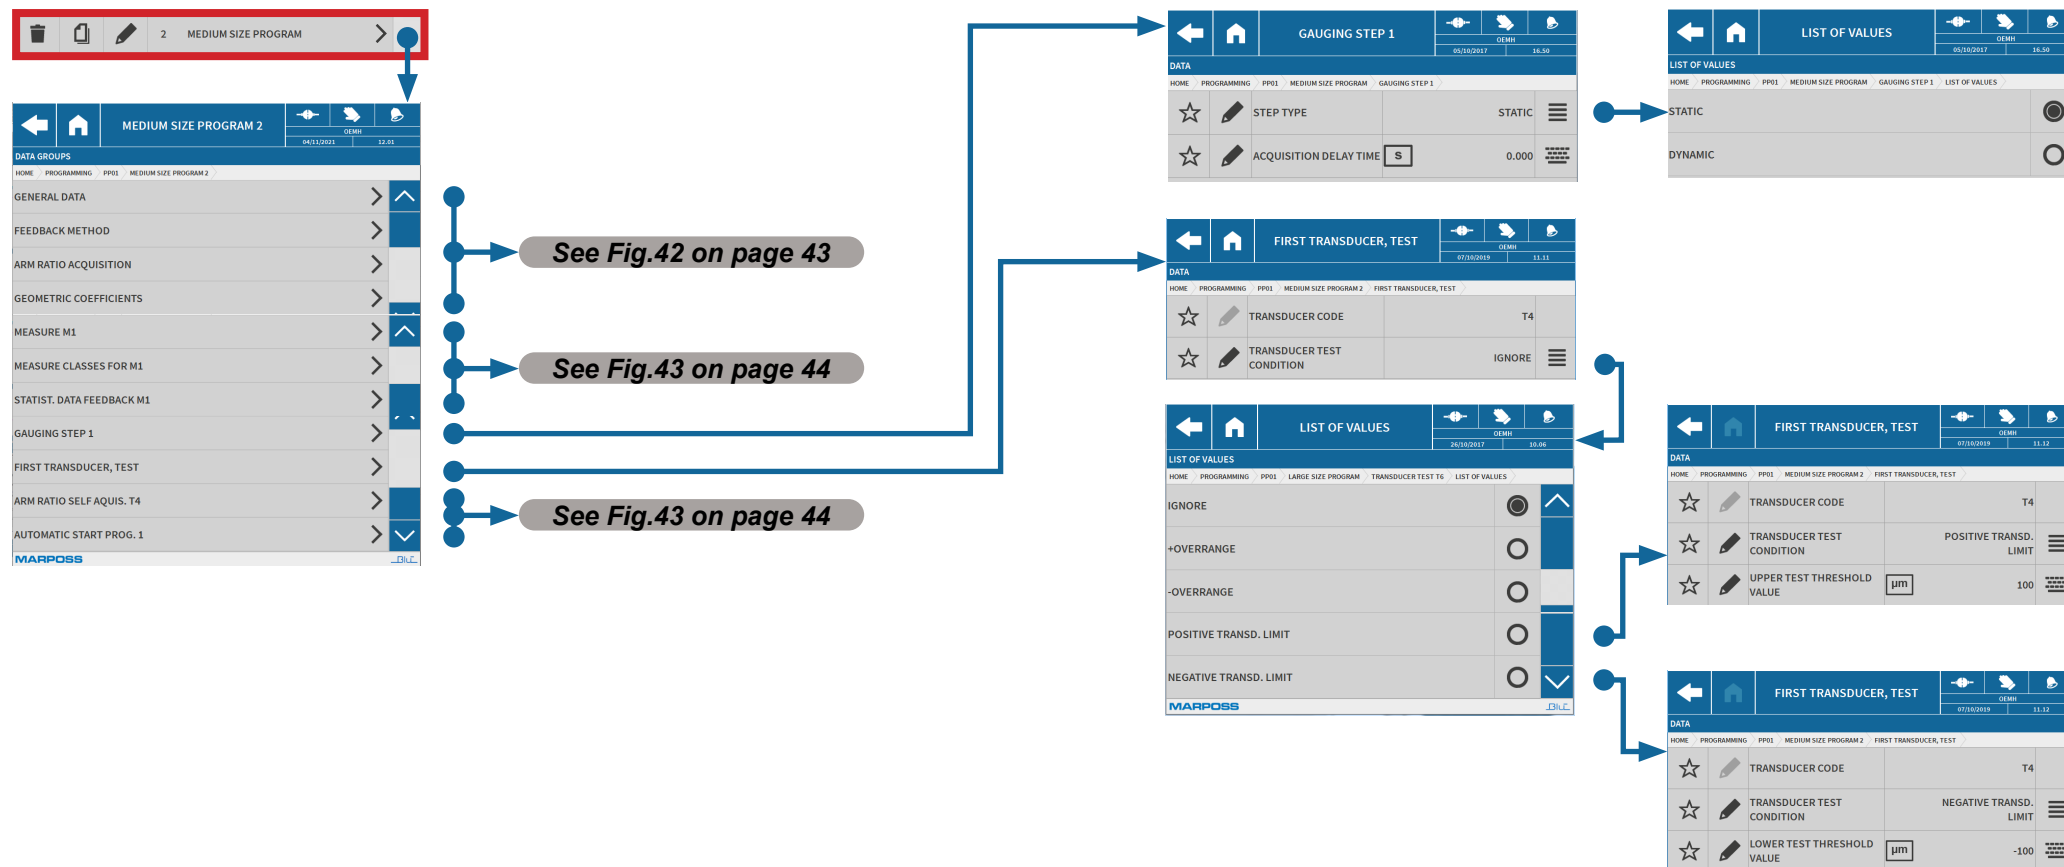 2 MEDIUM SIZE PROGRAM
MEDIUM SIZE PROGRAM 2
OEMH
04/11/2021 12.01
DATA GROUPS
HOME PROGRAMMING PP01 MEDIUM SIZE PROGRAM 2
GENERAL DATA
FEEDBACK METHOD
ARM RATIO ACQUISITION
GEOMETRIC COEFFICIENTS
MEASURE M1
MEASURE CLASSES FOR M1
STATIST. DATA FEEDBACK M1
GAUGING STEP 1
FIRST TRANSDUCER, TEST
ARM RATIO SELF AQUIS. T4
AUTOMATIC START PROG. 1
MARPOSS BLÚ
See Fig.42 on page 43
See Fig.43 on page 44
See Fig.43 on page 44
GAUGING STEP 1
OEMH
05/10/2017 16.50
DATA
HOME PROGRAMMING PP01 MEDIUM SIZE PROGRAM GAUGING STEP 1
STEP TYPE STATIC
ACQUISITION DELAY TIME S 0.000
LIST OF VALUES
OEMH
05/10/2017 16.50
LIST OF VALUES
HOME PROGRAMMING PP01 MEDIUM SIZE PROGRAM GAUGING STEP 1 LIST OF VALUES
STATIC
DYNAMIC
FIRST TRANSDUCER, TEST
OEMH
07/10/2019 11.11
DATA
HOME PROGRAMMING PP01 MEDIUM SIZE PROGRAM 2 FIRST TRANSDUCER, TEST
TRANSDUCER CODE T4
TRANSDUCER TEST
CONDITION IGNORE
LIST OF VALUES
OEMH
26/10/2017 10.06
LIST OF VALUES
HOME PROGRAMMING PP01 LARGE SIZE PROGRAM TRANSDUCER TEST T6 LIST OF VALUES
IGNORE
+OVERRANGE
-OVERRANGE
POSITIVE TRANSD. LIMIT
NEGATIVE TRANSD. LIMIT
MARPOSS BLÚ
FIRST TRANSDUCER, TEST
OEMH
07/10/2019 11.12
DATA
HOME PROGRAMMING PP01 MEDIUM SIZE PROGRAM 2 FIRST TRANSDUCER, TEST
TRANSDUCER CODE T4
TRANSDUCER TEST POSITIVE TRANSD.
CONDITION LIMIT
UPPER TEST THRESHOLD
VALUE µm 100
FIRST TRANSDUCER, TEST
OEMH
07/10/2019 11.12
DATA
HOME PROGRAMMING PP01 MEDIUM SIZE PROGRAM 2 FIRST TRANSDUCER, TEST
TRANSDUCER CODE T4
TRANSDUCER TEST NEGATIVE TRANSD.
CONDITION LIMIT
LOWER TEST THRESHOLD
VALUE µm -100